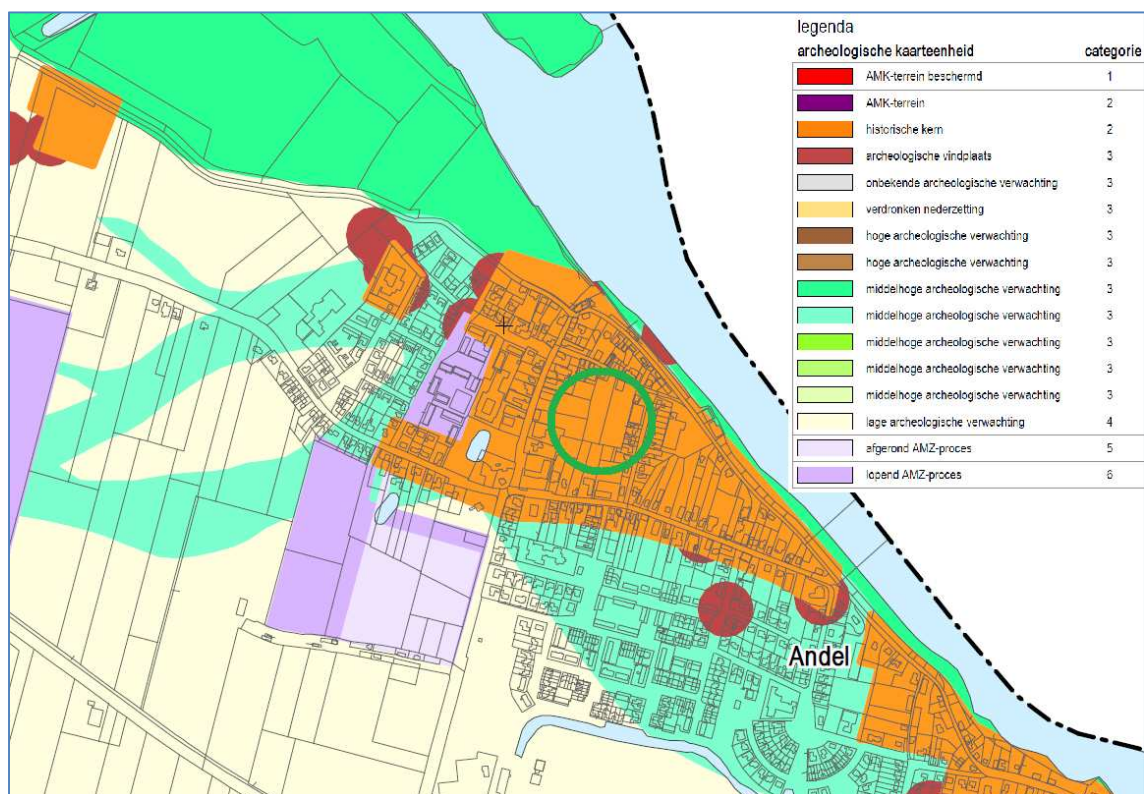 legenda
archeologische kaarteenheid categorie
AMK-terrein beschermd 1
AMK-terrein 2
historische kern 2
archeologische vindplaats 3
onbekende archeologische verwachting 3
verdronken nederzetting 3
hoge archeologische verwachting 3
hoge archeologische verwachting 3
middelhoge archeologische verwachting 3
middelhoge archeologische verwachting 3
middelhoge archeologische verwachting 3
middelhoge archeologische verwachting 3
middelhoge archeologische verwachting 3
lage archeologische verwachting 4
afgerond AMZ-proces 5
lopend AMZ-proces 6
Andel